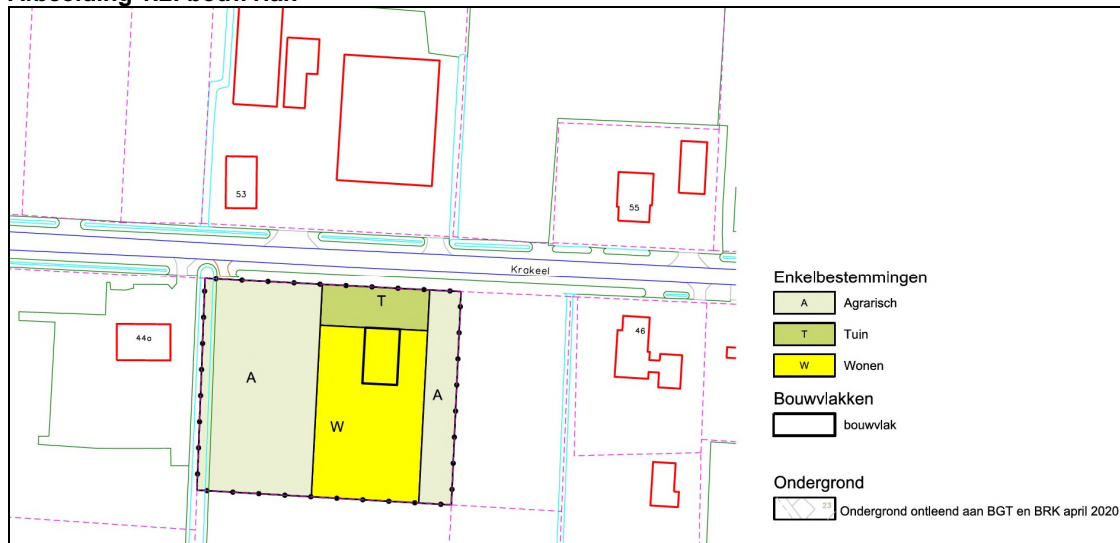 53
55
Krakeel
44a
46
T
A
A
W
Enkelbestemmingen
A Agrarisch
T Tuin
W Wonen
Bouwvlakken
bouwvlak
Ondergrond
23 Ondergrond ontleend aan BGT en BRK april 2020